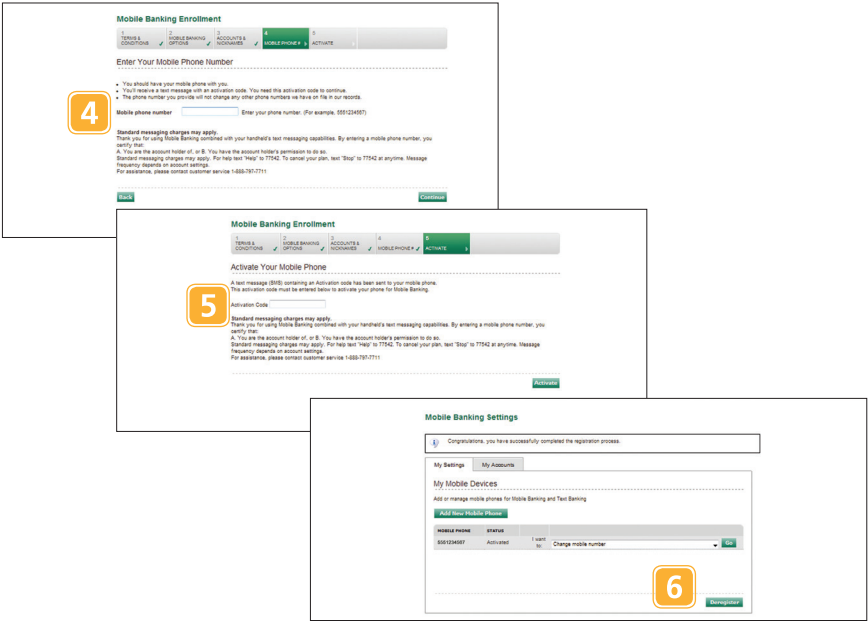 Mobile Banking Enrollment
1 2 3 4 5
TERMS & CONDITIONS MOBILE BANKING OPTIONS ACCOUNTS & NICKNAMES MOBILE PHONE # ACTIVATE
Enter Your Mobile Phone Number
You should have your mobile phone with you.
You'll receive a text message with an activation code. You need this activation code to continue.
The phone number you provide will not change any other phone numbers we have on file in our records.
4
Mobile phone number Enter your phone number. (For example, 5551234567)
Standard messaging charges may apply.
Thank you for using Mobile Banking combined with your handheld's text messaging capabilities. By entering a mobile phone number, you
certify that:
A. You are the account holder of, or B. You have the account holder's permission to do so.
Standard messaging charges may apply. For help text "Help" to 77542. To cancel your plan, text "Stop" to 77542 at anytime. Message
frequency depends on account settings.
For assistance, please contact customer service 1-888-797-7711
Back Continue
Mobile Banking Enrollment
1 2 3 4 5
TERMS & CONDITIONS MOBILE BANKING OPTIONS ACCOUNTS & NICKNAMES MOBILE PHONE # ACTIVATE
Activate Your Mobile Phone
A text message (SMS) containing an Activation code has been sent to your mobile phone.
This activation code must be entered below to activate your phone for Mobile Banking.
5
Activation Code
Standard messaging charges may apply.
Thank you for using Mobile Banking combined with your handheld's text messaging capabilities. By entering a mobile phone number, you
certify that:
A. You are the account holder of, or B. You have the account holder's permission to do so.
Standard messaging charges may apply. For help text "Help" to 77542. To cancel your plan, text "Stop" to 77542 at anytime. Message
frequency depends on account settings.
For assistance, please contact customer service 1-888-797-7711
Activate
Mobile Banking Settings
Congratulations, you have successfully completed the registration process.
My Settings My Accounts
My Mobile Devices
Add or manage mobile phones for Mobile Banking and Text Banking
Add New Mobile Phone
MOBILE PHONE STATUS
5551234567 Activated I want to: Change mobile number Go
6
Deregister